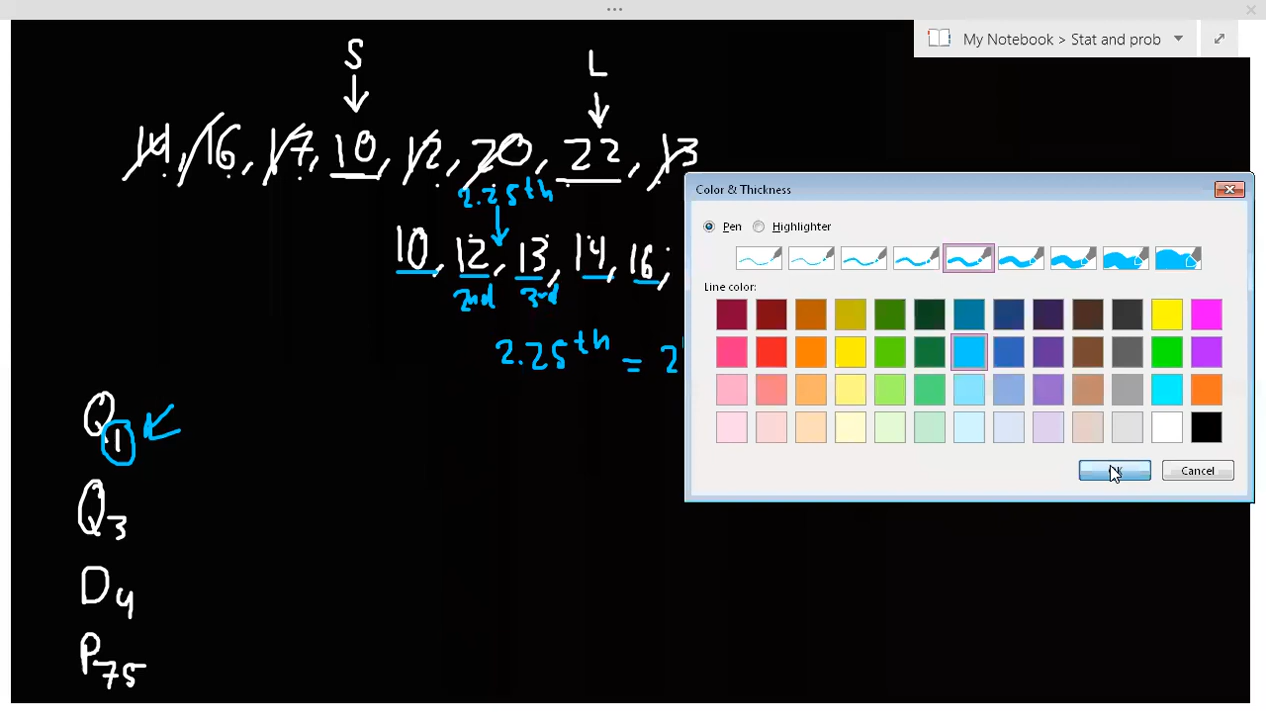 My Notebook > Stat and prob
S
L
14, 16, 17, 10, 12, 20, 22, 13
2.25th
10, 12, 13, 14, 16,
2nd 3rd
2.25th = 2
Q1
Q3
D4
P75
Color & Thickness
Pen Highlighter
Line color:
OK Cancel